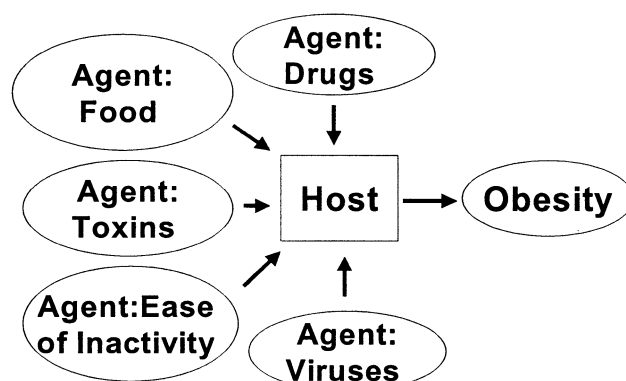 Agent:
Drugs
Agent:
Food
Agent:
Toxins
Host
Obesity
Agent:Ease
of Inactivity
Agent:
Viruses